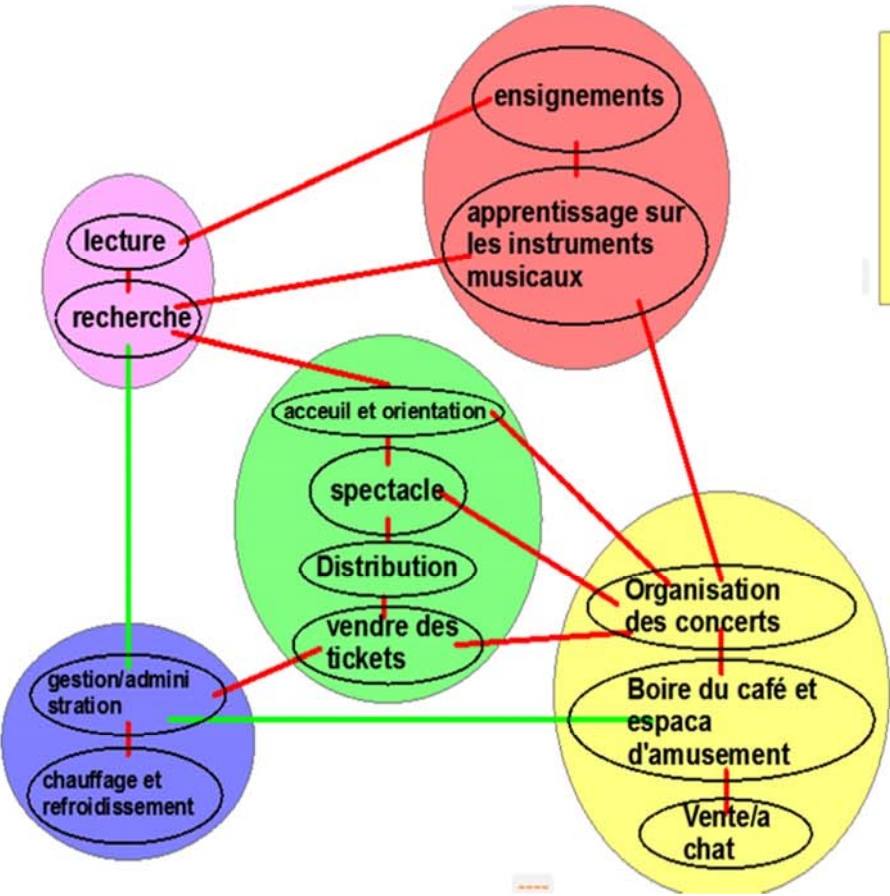 ensignements
apprentissage sur
les instruments
musicaux
lecture
recherche
acceuil et orientation
spectacle
Distribution
vendre des
tickets
Organisation
des concerts
Boire du café et
espaca
d'amusement
Vente/a
chat
gestion/admini
stration
chauffage et
refroidissement